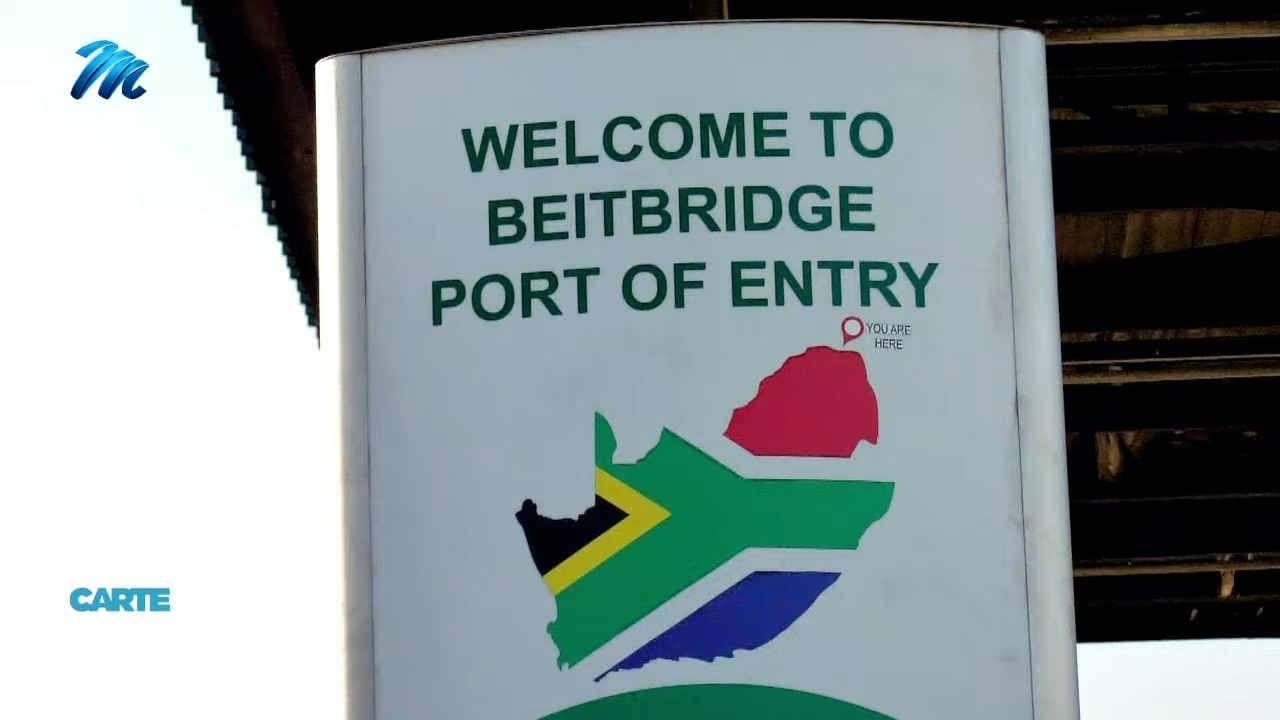 WELCOME TO
BEITBRIDGE
PORT OF ENTRY
YOU ARE
HERE
CARTE